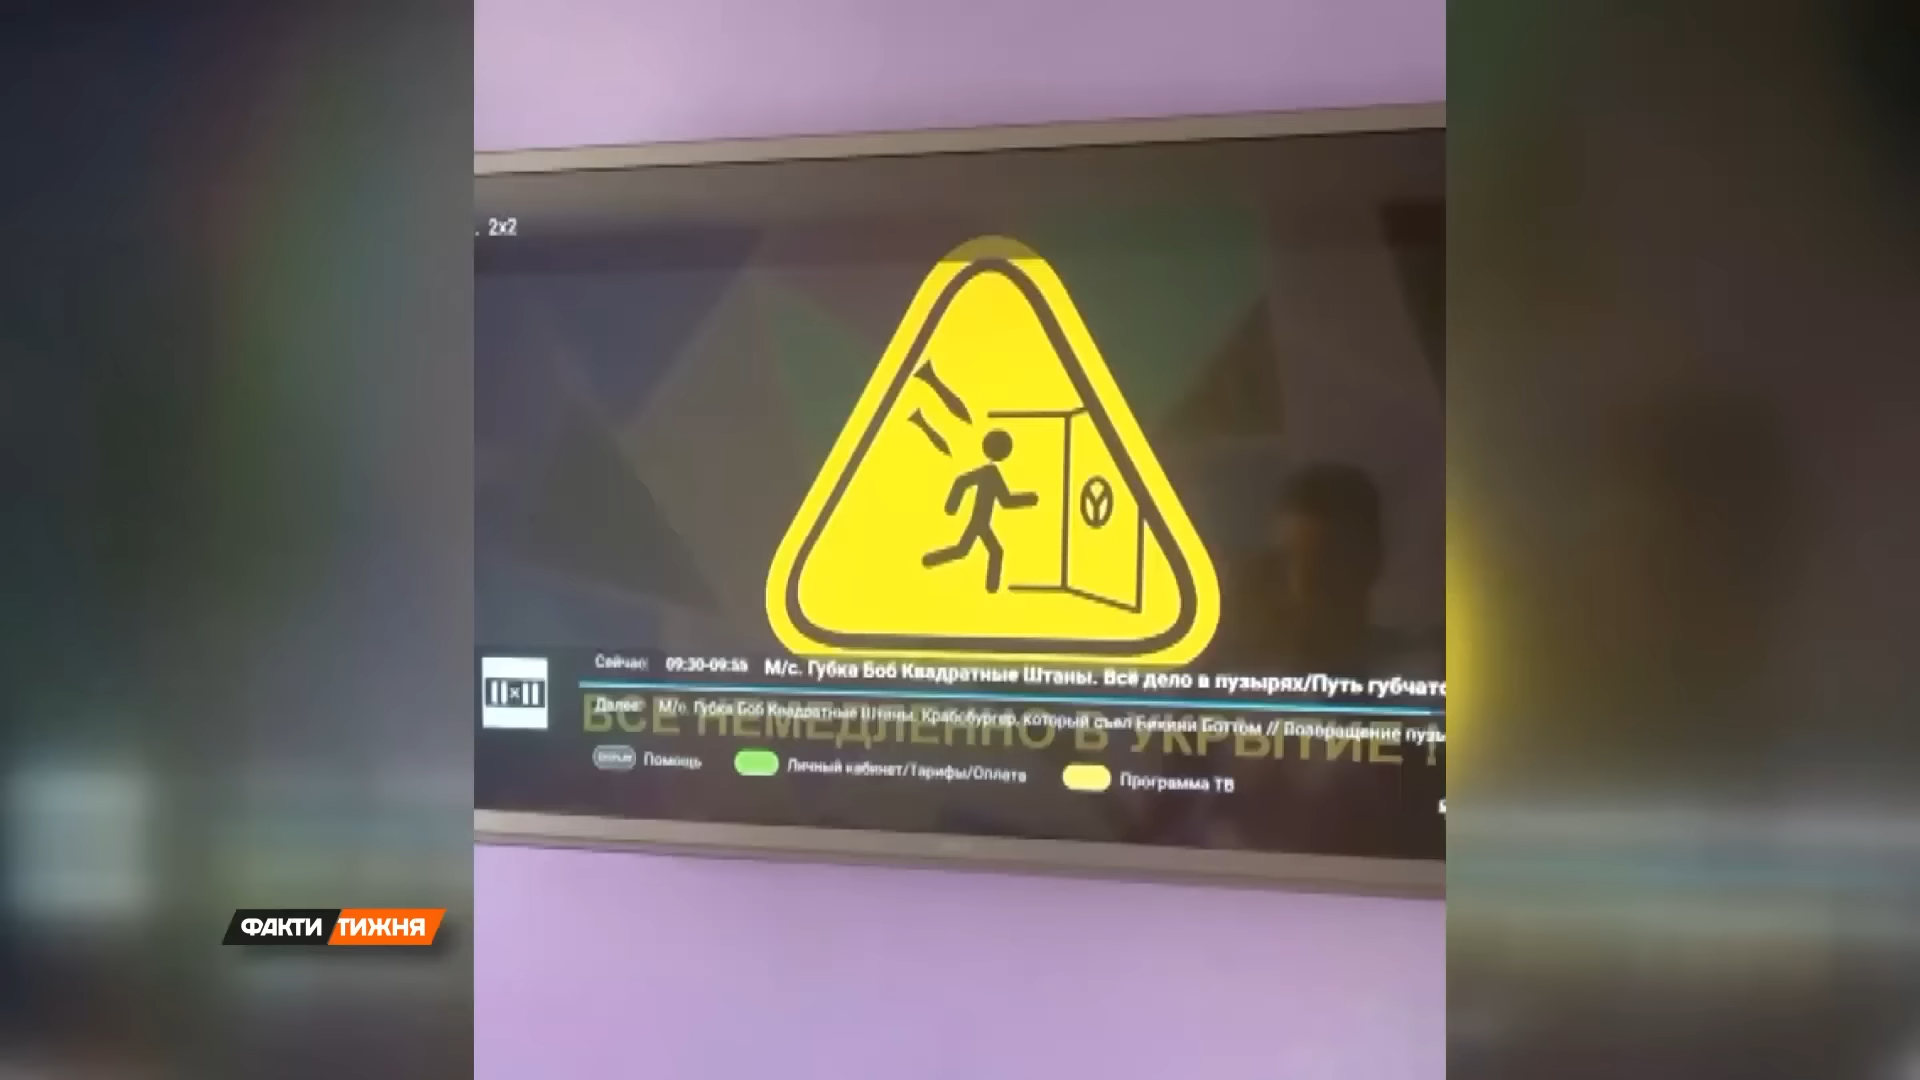 . 2x2
Сейчас: 09:30-09:55 М/с. Губка Боб Квадратные Штаны. Всё дело в пузырях/Путь губчато
Далее: М/с. Губка Боб Квадратные Штаны. Крабсбургер, который съел Бикини Боттом // Возвращение пузы
ВСЕ НЕМЕДЛЕННО В УКРЫТИЕ !
Помощь Личный кабинет/Тарифы/Оплата Программа ТВ
ФАКТИ ТИЖНЯ